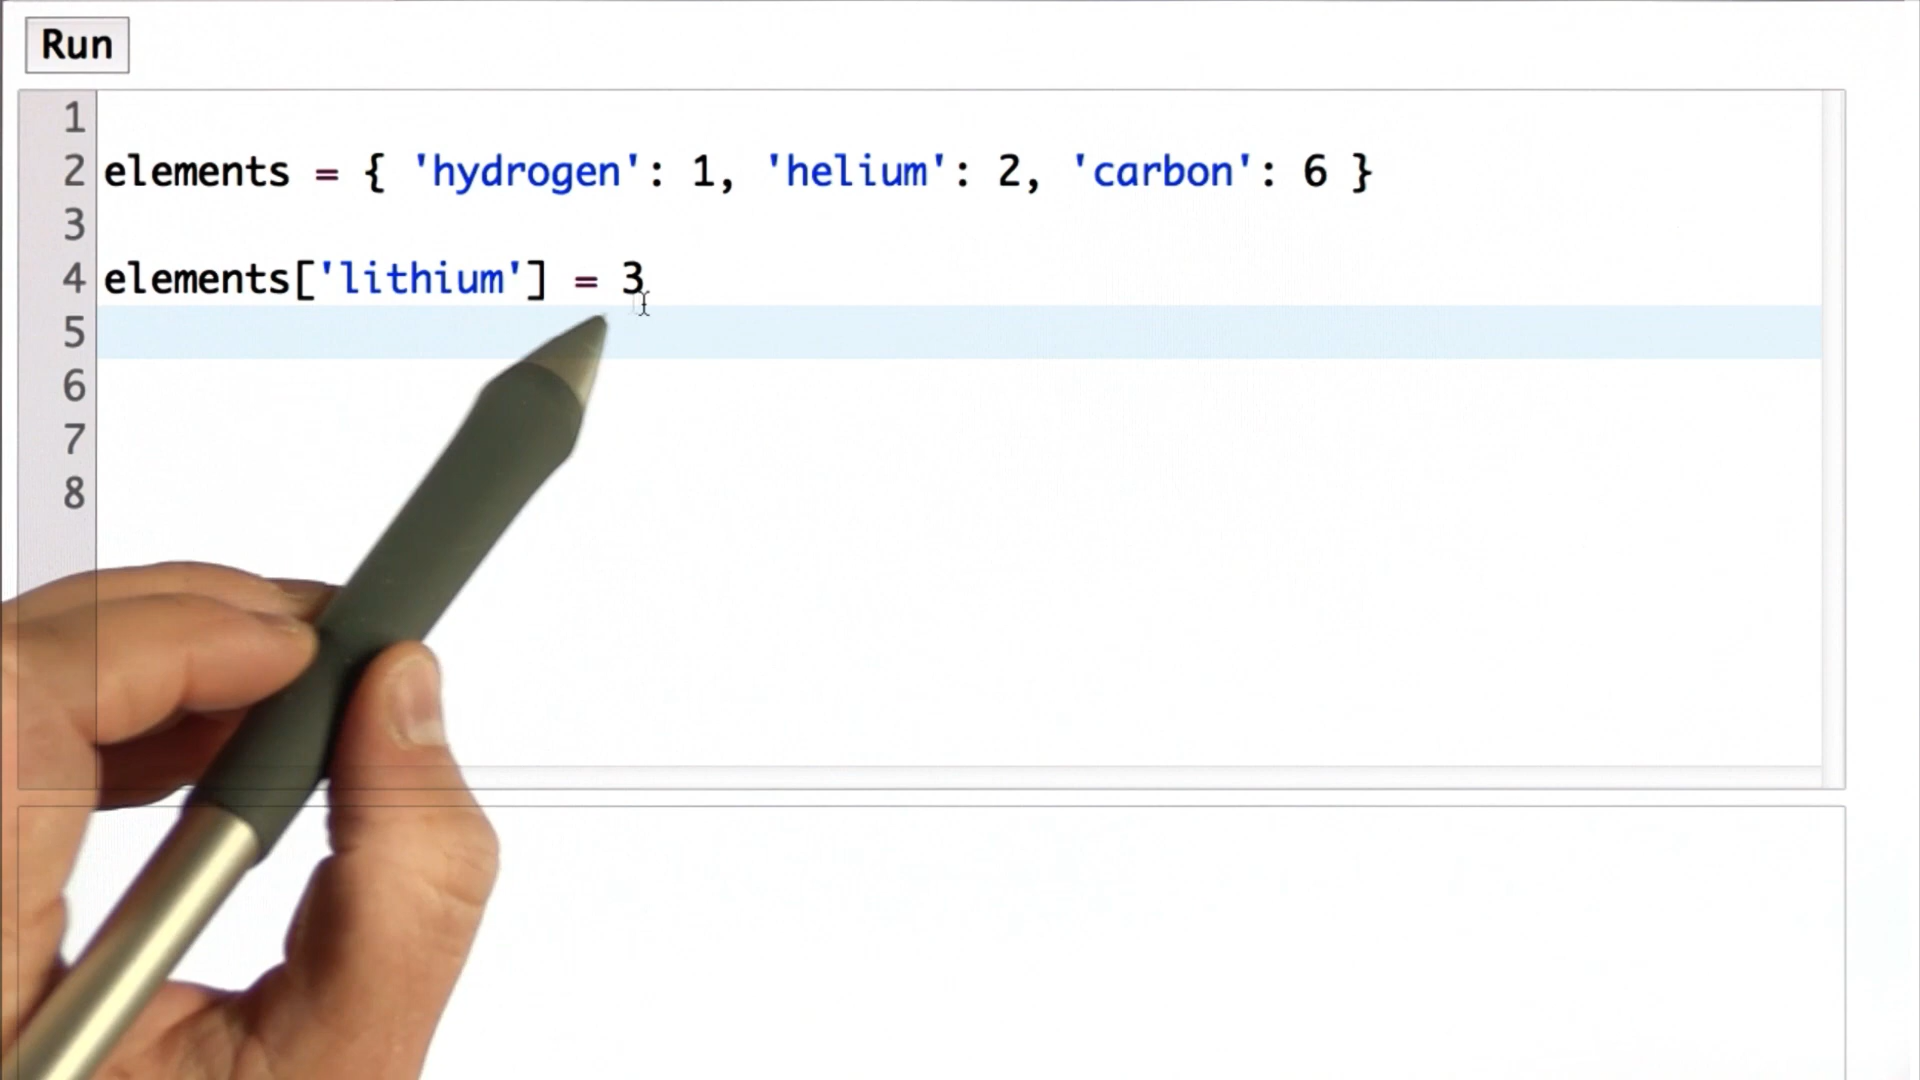 Run
1
2 elements = { 'hydrogen': 1, 'helium': 2, 'carbon': 6 }
3
4 elements['lithium'] = 3
5
6
7
8